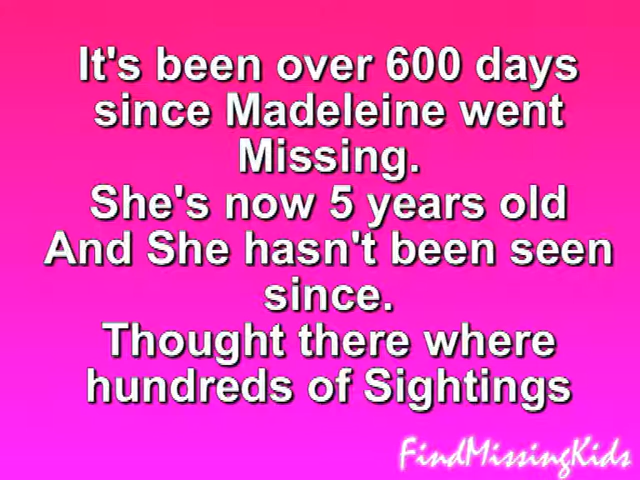 It's been over 600 days
since Madeleine went
Missing.
She's now 5 years old
And She hasn't been seen
since.
Thought there where
hundreds of Sightings
FindMissingKids